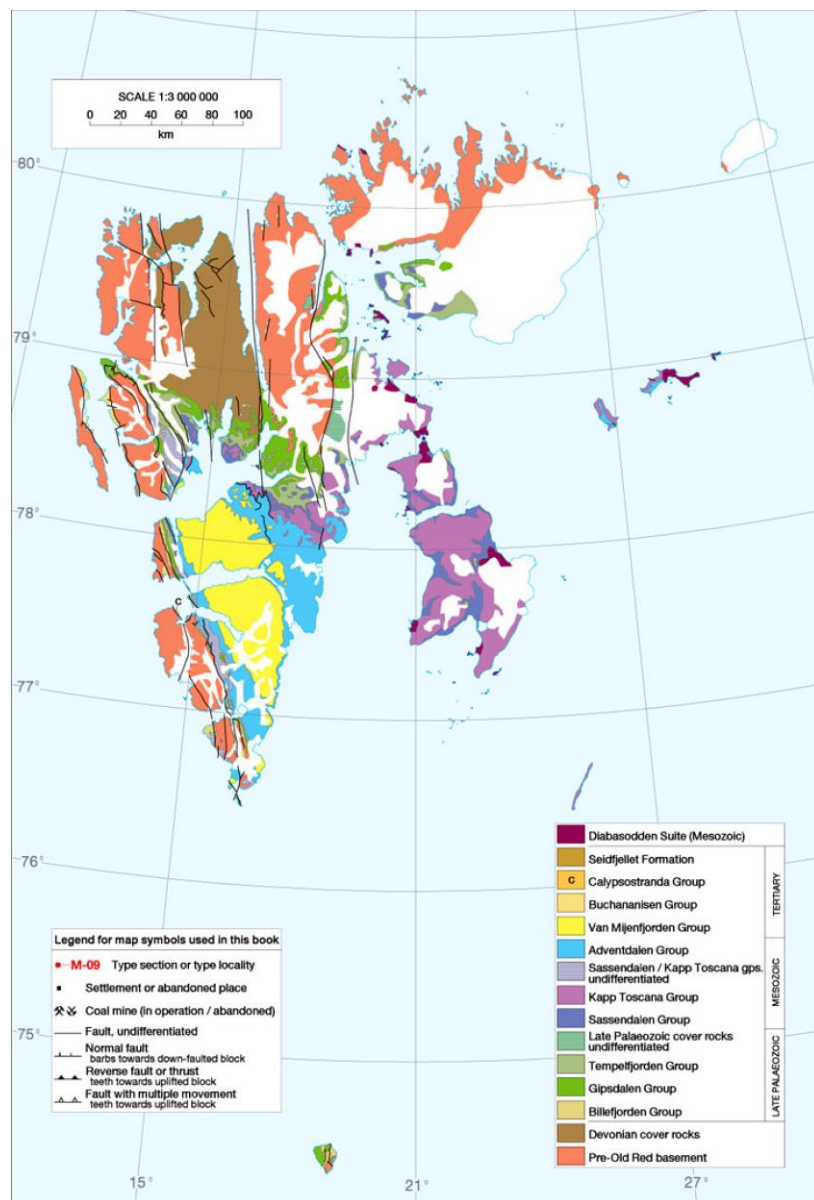 SCALE 1:3 000 000
0 20 40 60 80 100
km
80°
79°
78°
C
77°
76°
75°
15°
21°
27°
Diabasodden Suite (Mesozoic)
Seidfjellet Formation
C Calypsostranda Group
Buchananisen Group
Van Mijenfjorden Group
TERTIARY
Adventdalen Group
Sassendalen / Kapp Toscana gps.
undifferentiated
Kapp Toscana Group
Sassendalen Group
MESOZOIC
Late Palaeozoic cover rocks
undifferentiated
Tempelfjorden Group
Gipsdalen Group
Billefjorden Group
LATE PALAEOZOIC
Devonian cover rocks
Pre-Old Red basement
Legend for map symbols used in this book
M-09 Type section or type locality
Settlement or abandoned place
Coal mine (in operation / abandoned)
Fault, undifferentiated
Normal fault
barbs towards down-faulted block
Reverse fault or thrust
teeth towards uplifted block
Fault with multiple movement
teeth towards uplifted block